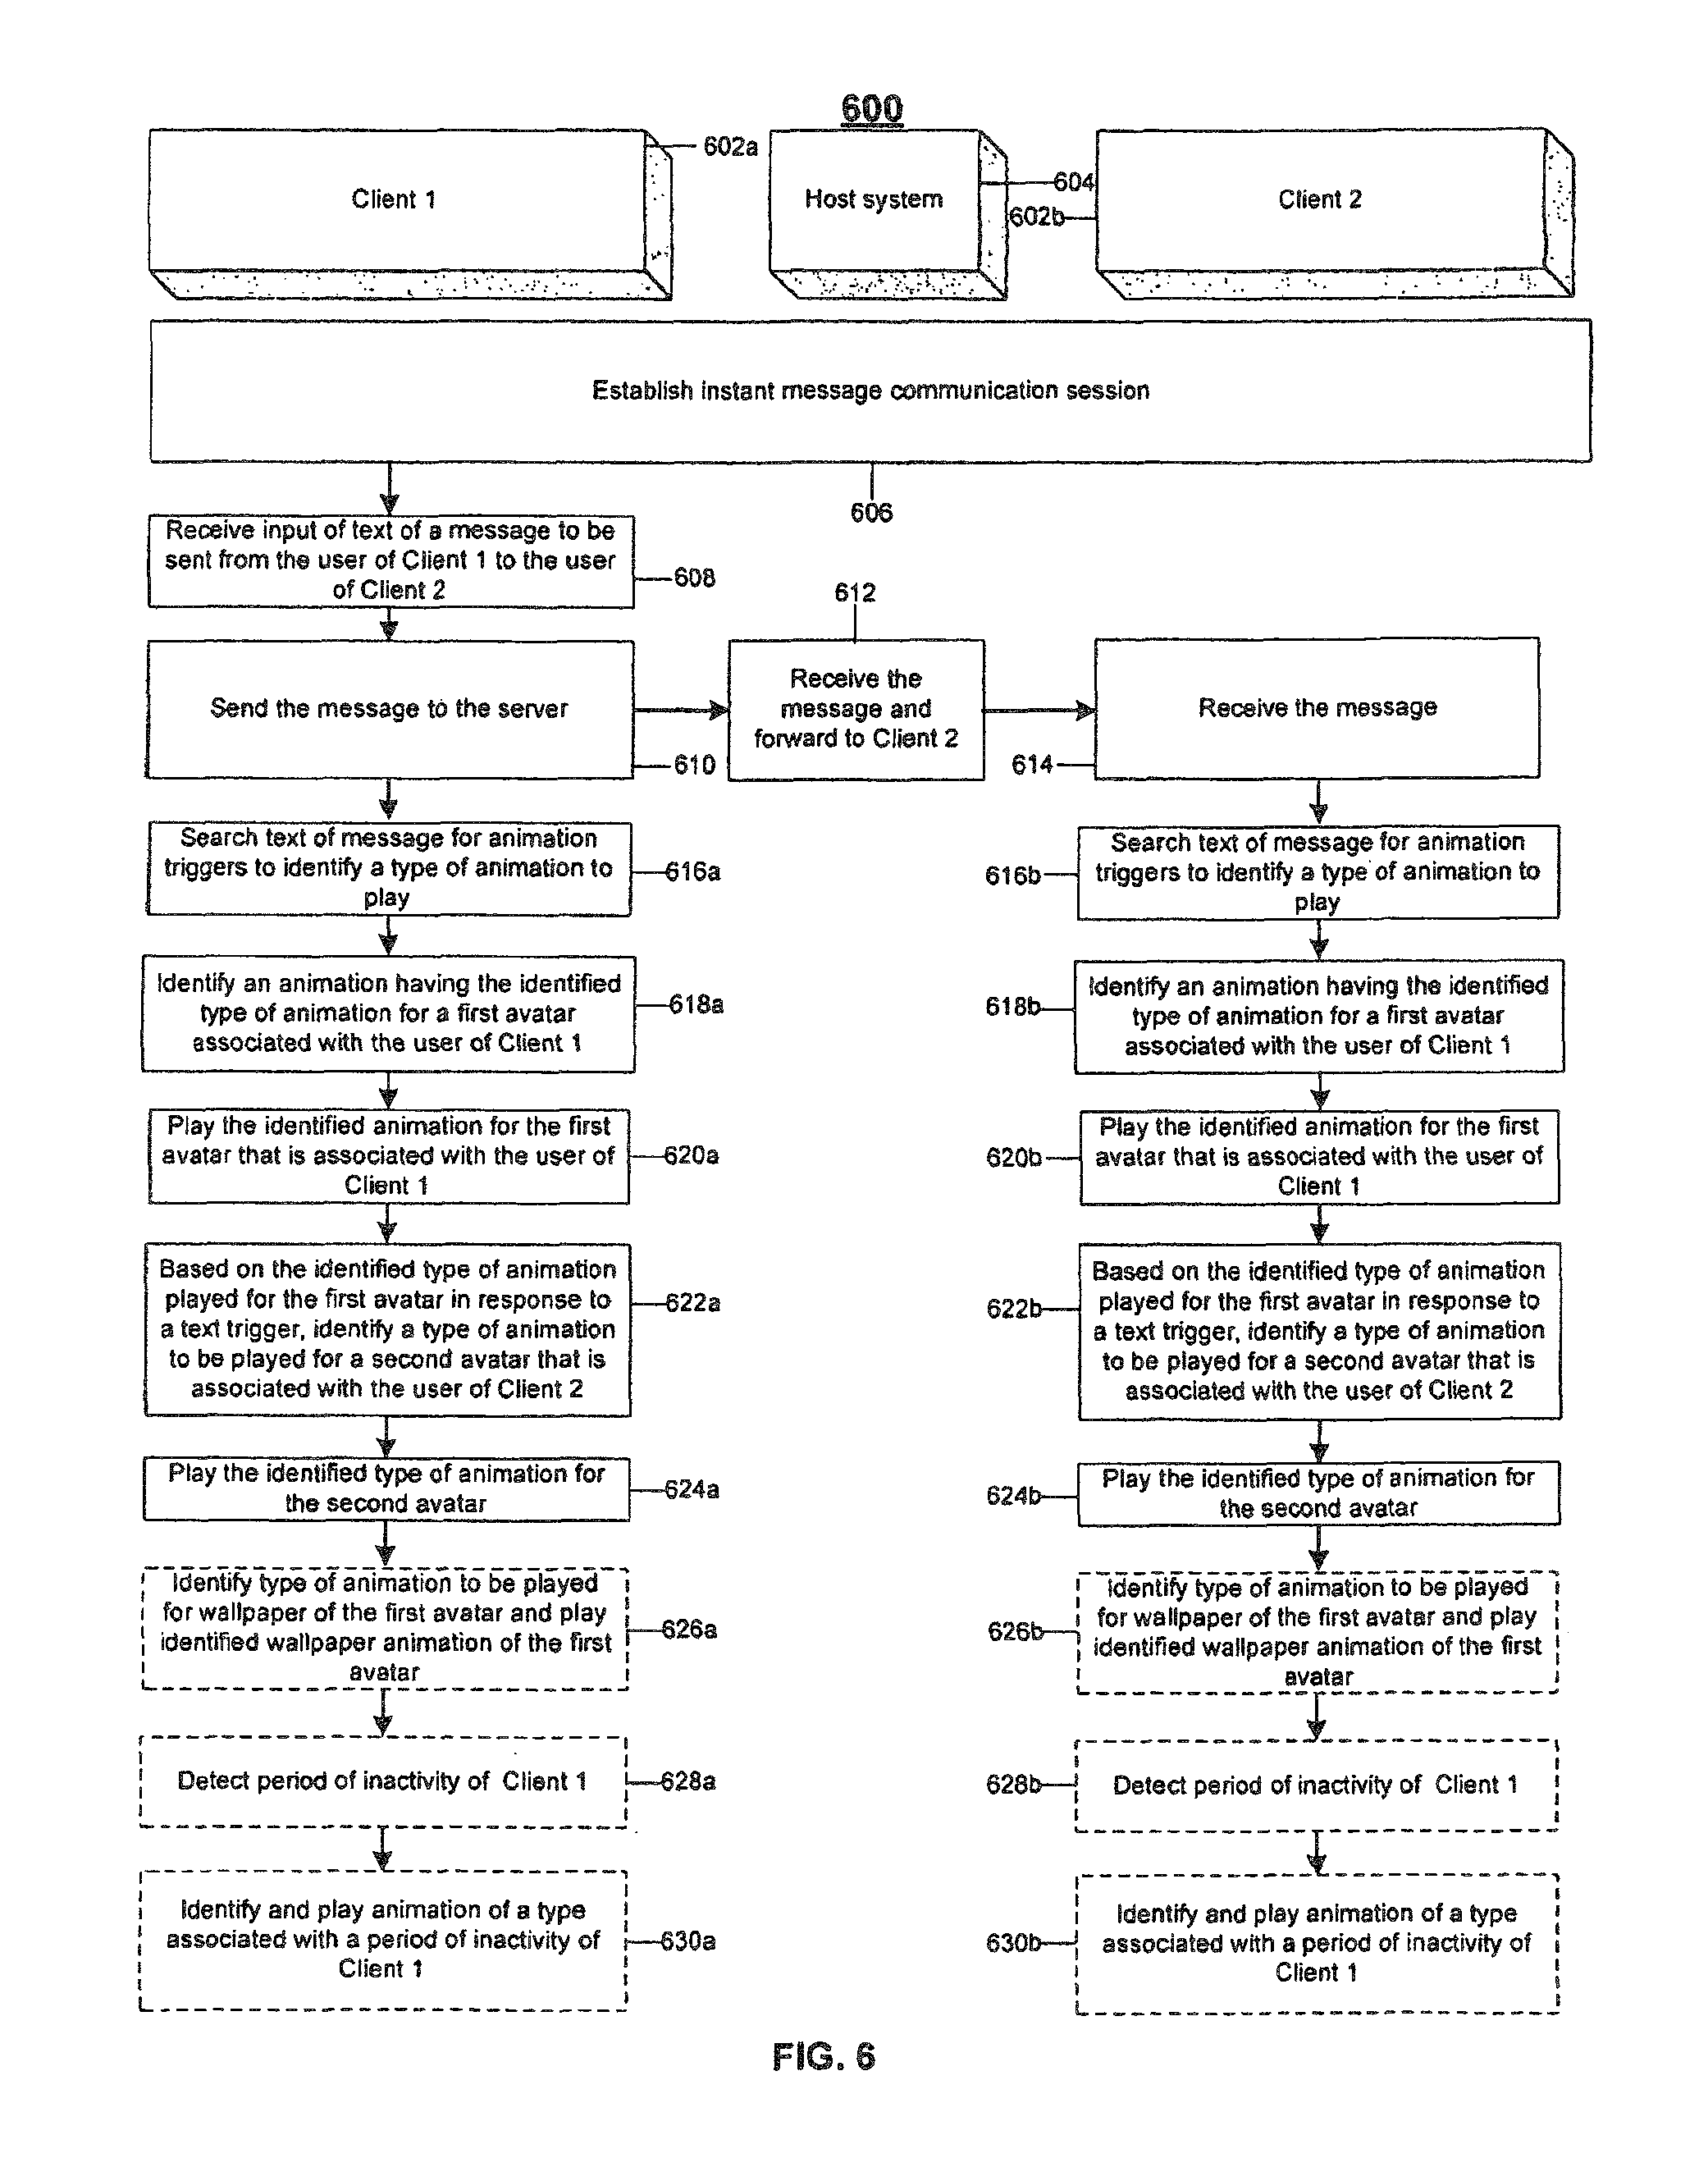 600
602a
Client 1
Host system
604
602b
Client 2
Establish instant message communication session
606
Receive input of text of a message to be
sent from the user of Client 1 to the user
of Client 2
608
612
Send the message to the server
610
Receive the
message and
forward to Client 2
Receive the message
614
Search text of message for animation
triggers to identify a type of animation to
play
616a
616b
Search text of message for animation
triggers to identify a type of animation to
play
Identify an animation having the identified
type of animation for a first avatar
associated with the user of Client 1
618a
618b
Identify an animation having the identified
type of animation for a first avatar
associated with the user of Client 1
Play the identified animation for the first
avatar that is associated with the user of
Client 1
620a
620b
Play the identified animation for the first
avatar that is associated with the user of
Client 1
Based on the identified type of animation
played for the first avatar in response to
a text trigger, identify a type of animation
to be played for a second avatar that is
associated with the user of Client 2
622a
622b
Based on the identified type of animation
played for the first avatar in response to
a text trigger, identify a type of animation
to be played for a second avatar that is
associated with the user of Client 2
Play the identified type of animation for
the second avatar
624a
624b
Play the identified type of animation for
the second avatar
Identify type of animation to be played
for wallpaper of the first avatar and play
identified wallpaper animation of the first
avatar
626a
626b
Identify type of animation to be played
for wallpaper of the first avatar and play
identified wallpaper animation of the first
avatar
Detect period of inactivity of Client 1
628a
628b
Detect period of inactivity of Client 1
Identify and play animation of a type
associated with a period of inactivity of
Client 1
630a
630b
Identify and play animation of a type
associated with a period of inactivity of
Client 1
FIG. 6